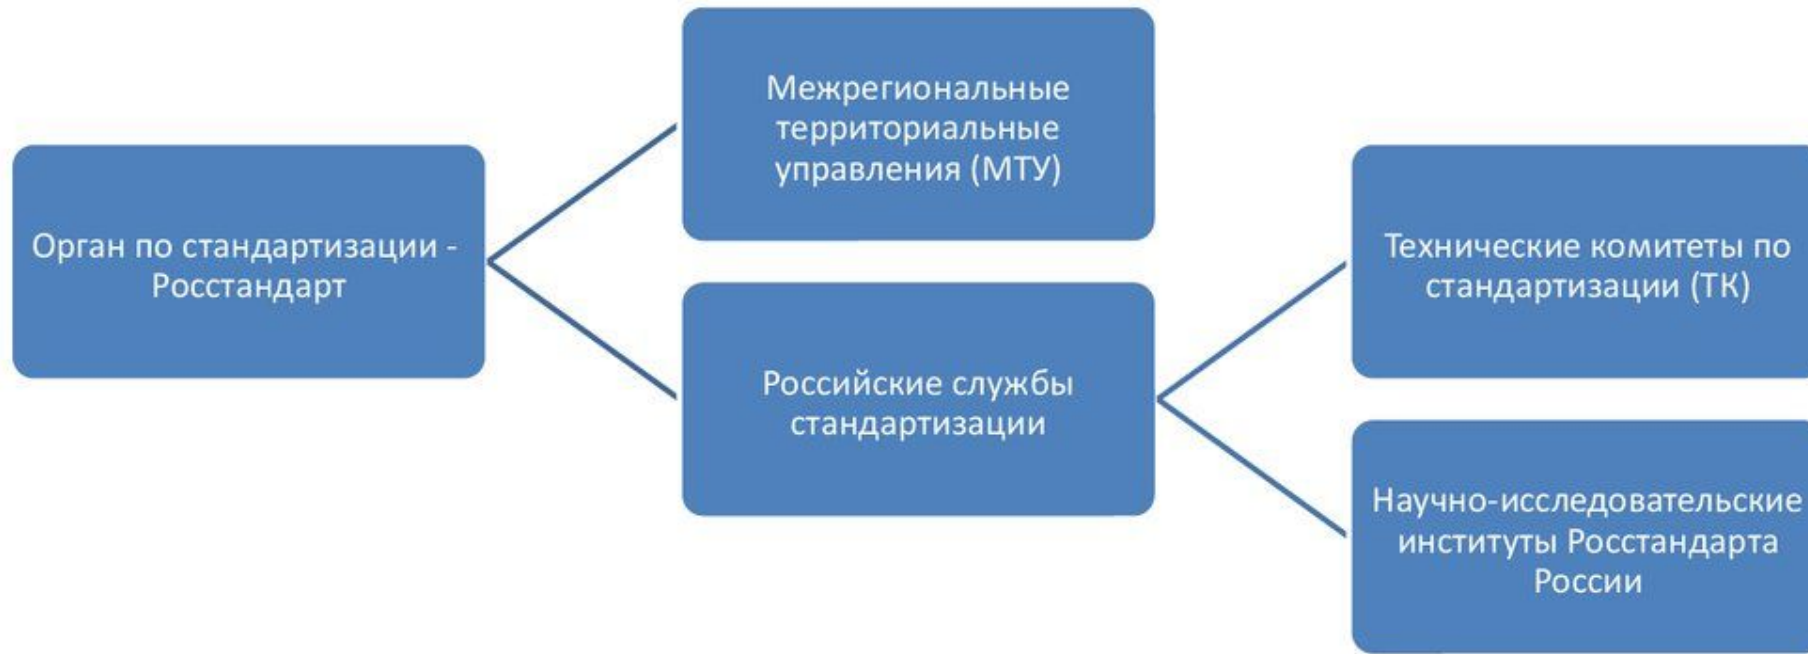 Орган по стандартизации -
Росстандарт
Межрегиональные
территориальные
управления (МТУ)
Российские службы
стандартизации
Технические комитеты по
стандартизации (ТК)
Научно-исследовательские
институты Росстандарта
России